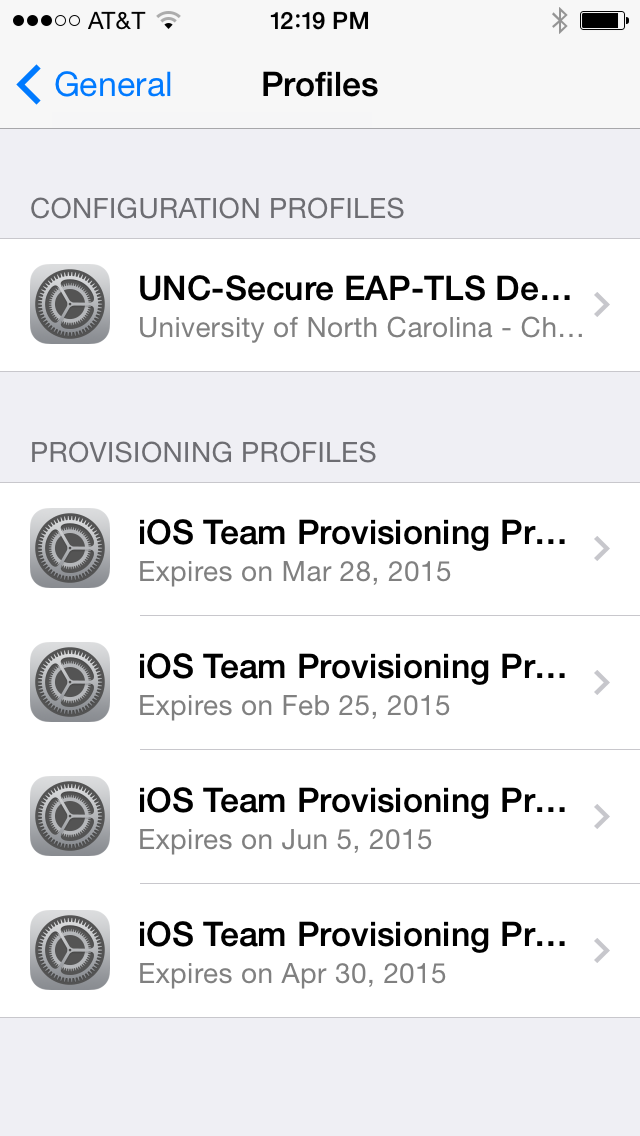 AT&T 12:19 PM
General Profiles
CONFIGURATION PROFILES
UNC-Secure EAP-TLS De...
University of North Carolina - Ch...
PROVISIONING PROFILES
iOS Team Provisioning Pr...
Expires on Mar 28, 2015
iOS Team Provisioning Pr...
Expires on Feb 25, 2015
iOS Team Provisioning Pr...
Expires on Jun 5, 2015
iOS Team Provisioning Pr...
Expires on Apr 30, 2015